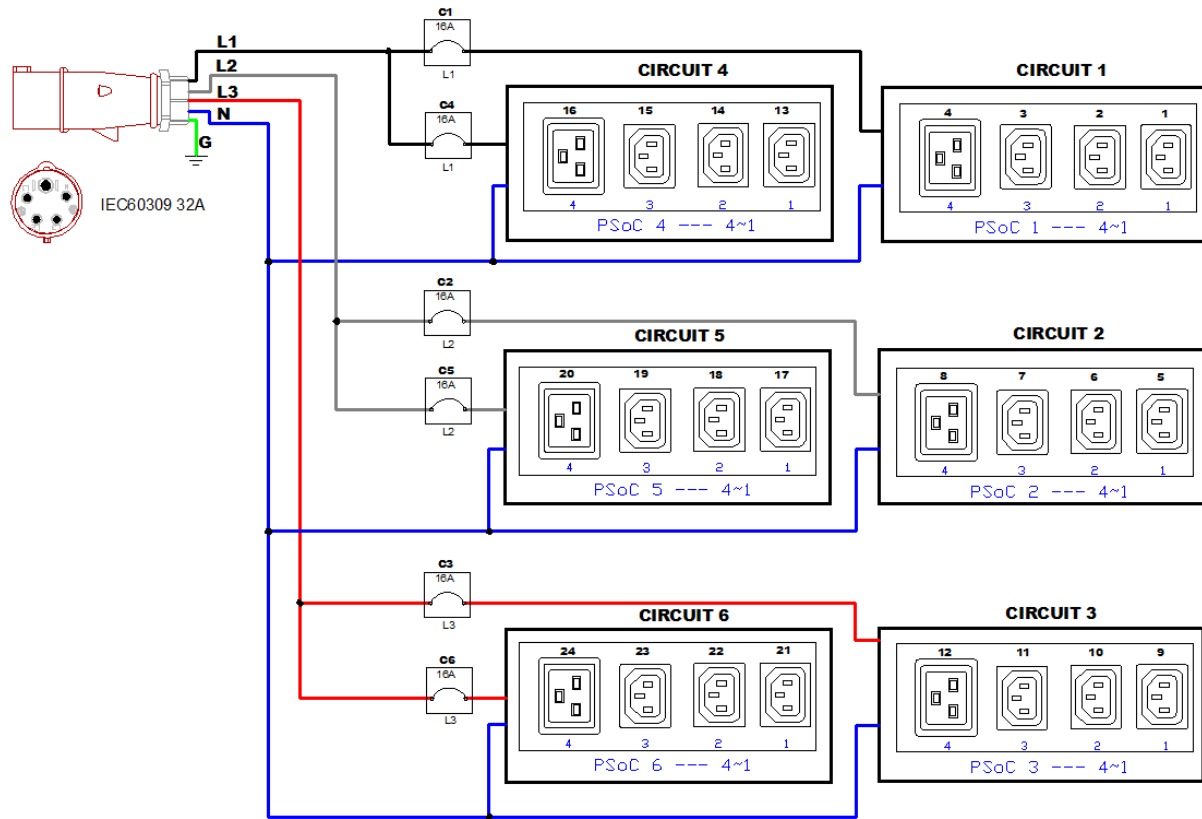 C1
16A
L1
L1
L2
L3
N
G
IEC60309 32A
C4
16A
L1
CIRCUIT 4
16 15 14 13
4 3 2 1
PSoC 4 --- 4~1
CIRCUIT 1
4 3 2 1
4 3 2 1
PSoC 1 --- 4~1
C2
16A
L2
C5
16A
L2
CIRCUIT 5
20 19 18 17
4 3 2 1
PSoC 5 --- 4~1
CIRCUIT 2
8 7 6 5
4 3 2 1
PSoC 2 --- 4~1
C3
16A
L3
C6
16A
L3
CIRCUIT 6
24 23 22 21
4 3 2 1
PSoC 6 --- 4~1
CIRCUIT 3
12 11 10 9
4 3 2 1
PSoC 3 --- 4~1